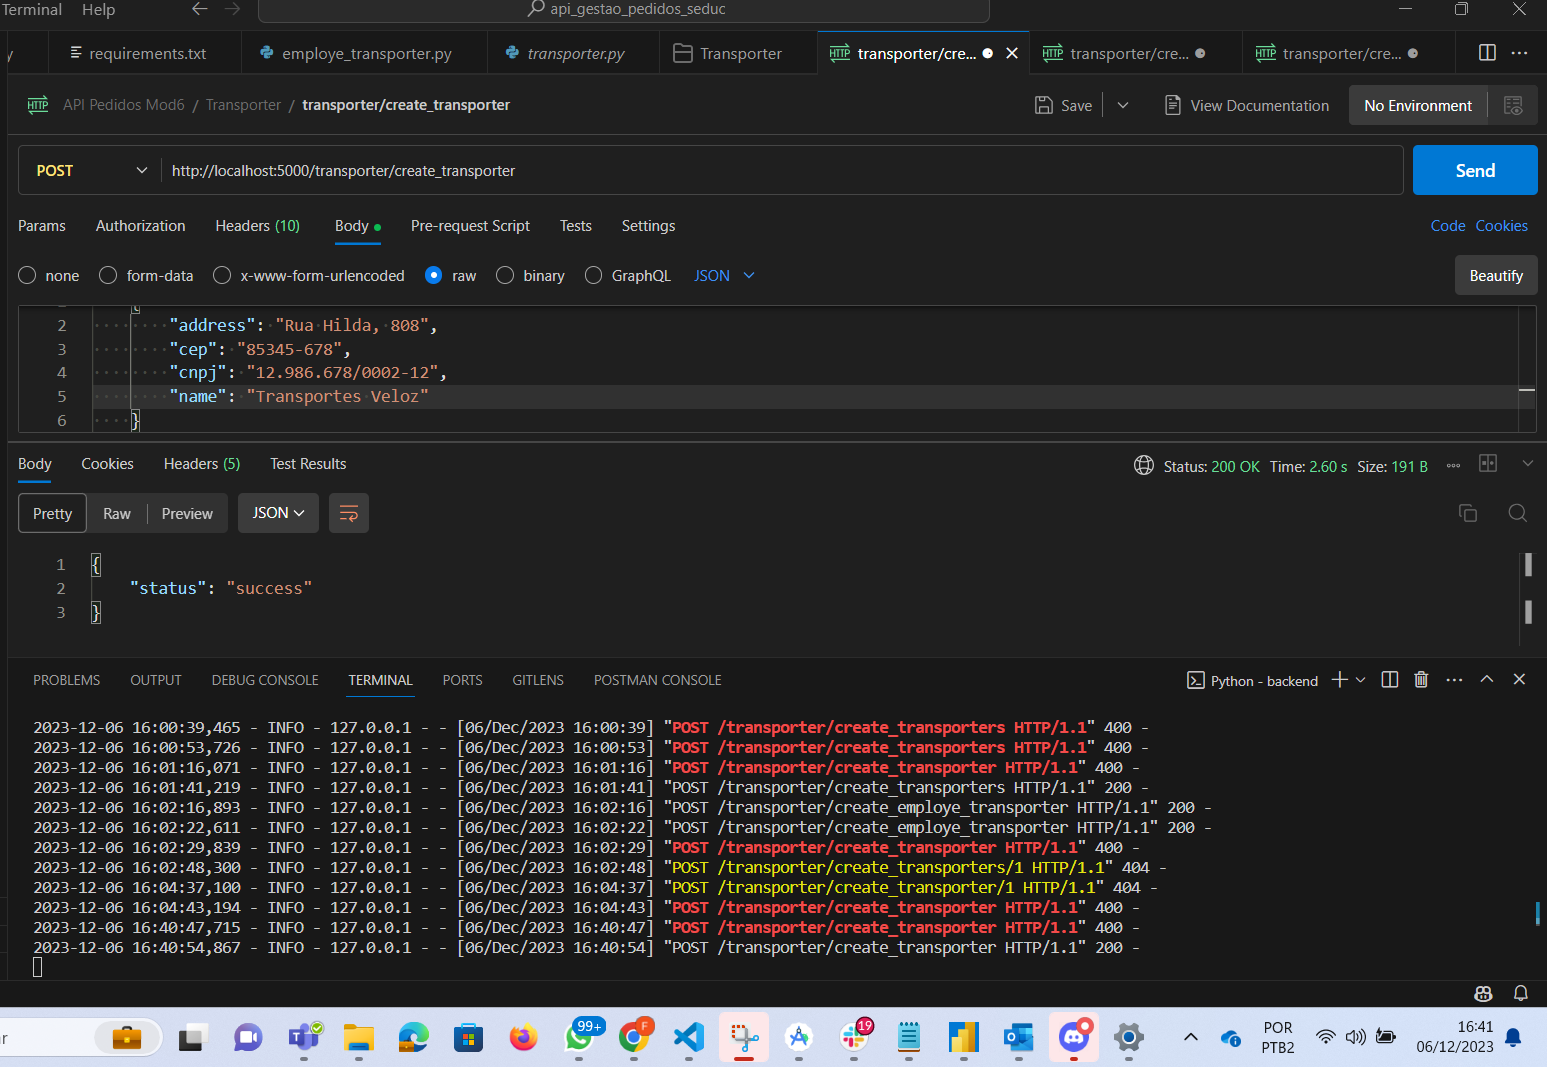 Terminal Help api_gestao_pedidos_seduc
y requirements.txt employe_transporter.py transporter.py Transporter transporter/cre... transporter/cre... transporter/cre...
API Pedidos Mod6 / Transporter / transporter/create_transporter Save View Documentation No Environment
POST http://localhost:5000/transporter/create_transporter Send
Params Authorization Headers (10) Body Pre-request Script Tests Settings Code Cookies
none form-data x-www-form-urlencoded raw binary GraphQL JSON Beautify
2 "address": "Rua Hilda, 808",
3 "cep": "85345-678",
4 "cnpj": "12.986.678/0002-12",
5 "name": "Transportes Veloz"
6 }
Body Cookies Headers (5) Test Results Status: 200 OK Time: 2.60 s Size: 191 B
Pretty Raw Preview JSON
1 {
2 "status": "success"
3 }
PROBLEMS OUTPUT DEBUG CONSOLE TERMINAL PORTS GITLENS POSTMAN CONSOLE Python - backend
2023-12-06 16:00:39,465 - INFO - 127.0.0.1 - - [06/Dec/2023 16:00:39] "POST /transporter/create_transporters HTTP/1.1" 400 -
2023-12-06 16:00:53,726 - INFO - 127.0.0.1 - - [06/Dec/2023 16:00:53] "POST /transporter/create_transporters HTTP/1.1" 400 -
2023-12-06 16:01:16,071 - INFO - 127.0.0.1 - - [06/Dec/2023 16:01:16] "POST /transporter/create_transporter HTTP/1.1" 400 -
2023-12-06 16:01:41,219 - INFO - 127.0.0.1 - - [06/Dec/2023 16:01:41] "POST /transporter/create_transporters HTTP/1.1" 200 -
2023-12-06 16:02:16,893 - INFO - 127.0.0.1 - - [06/Dec/2023 16:02:16] "POST /transporter/create_employe_transporter HTTP/1.1" 200 -
2023-12-06 16:02:22,611 - INFO - 127.0.0.1 - - [06/Dec/2023 16:02:22] "POST /transporter/create_employe_transporter HTTP/1.1" 200 -
2023-12-06 16:02:29,839 - INFO - 127.0.0.1 - - [06/Dec/2023 16:02:29] "POST /transporter/create_transporter HTTP/1.1" 400 -
2023-12-06 16:02:48,300 - INFO - 127.0.0.1 - - [06/Dec/2023 16:02:48] "POST /transporter/create_transporters/1 HTTP/1.1" 404 -
2023-12-06 16:04:37,100 - INFO - 127.0.0.1 - - [06/Dec/2023 16:04:37] "POST /transporter/create_transporter/1 HTTP/1.1" 404 -
2023-12-06 16:04:43,194 - INFO - 127.0.0.1 - - [06/Dec/2023 16:04:43] "POST /transporter/create_transporter HTTP/1.1" 400 -
2023-12-06 16:40:47,715 - INFO - 127.0.0.1 - - [06/Dec/2023 16:40:47] "POST /transporter/create_transporter HTTP/1.1" 400 -
2023-12-06 16:40:54,867 - INFO - 127.0.0.1 - - [06/Dec/2023 16:40:54] "POST /transporter/create_transporter HTTP/1.1" 200 -
r 99+ F 19 POR 16:41
PTB2 06/12/2023